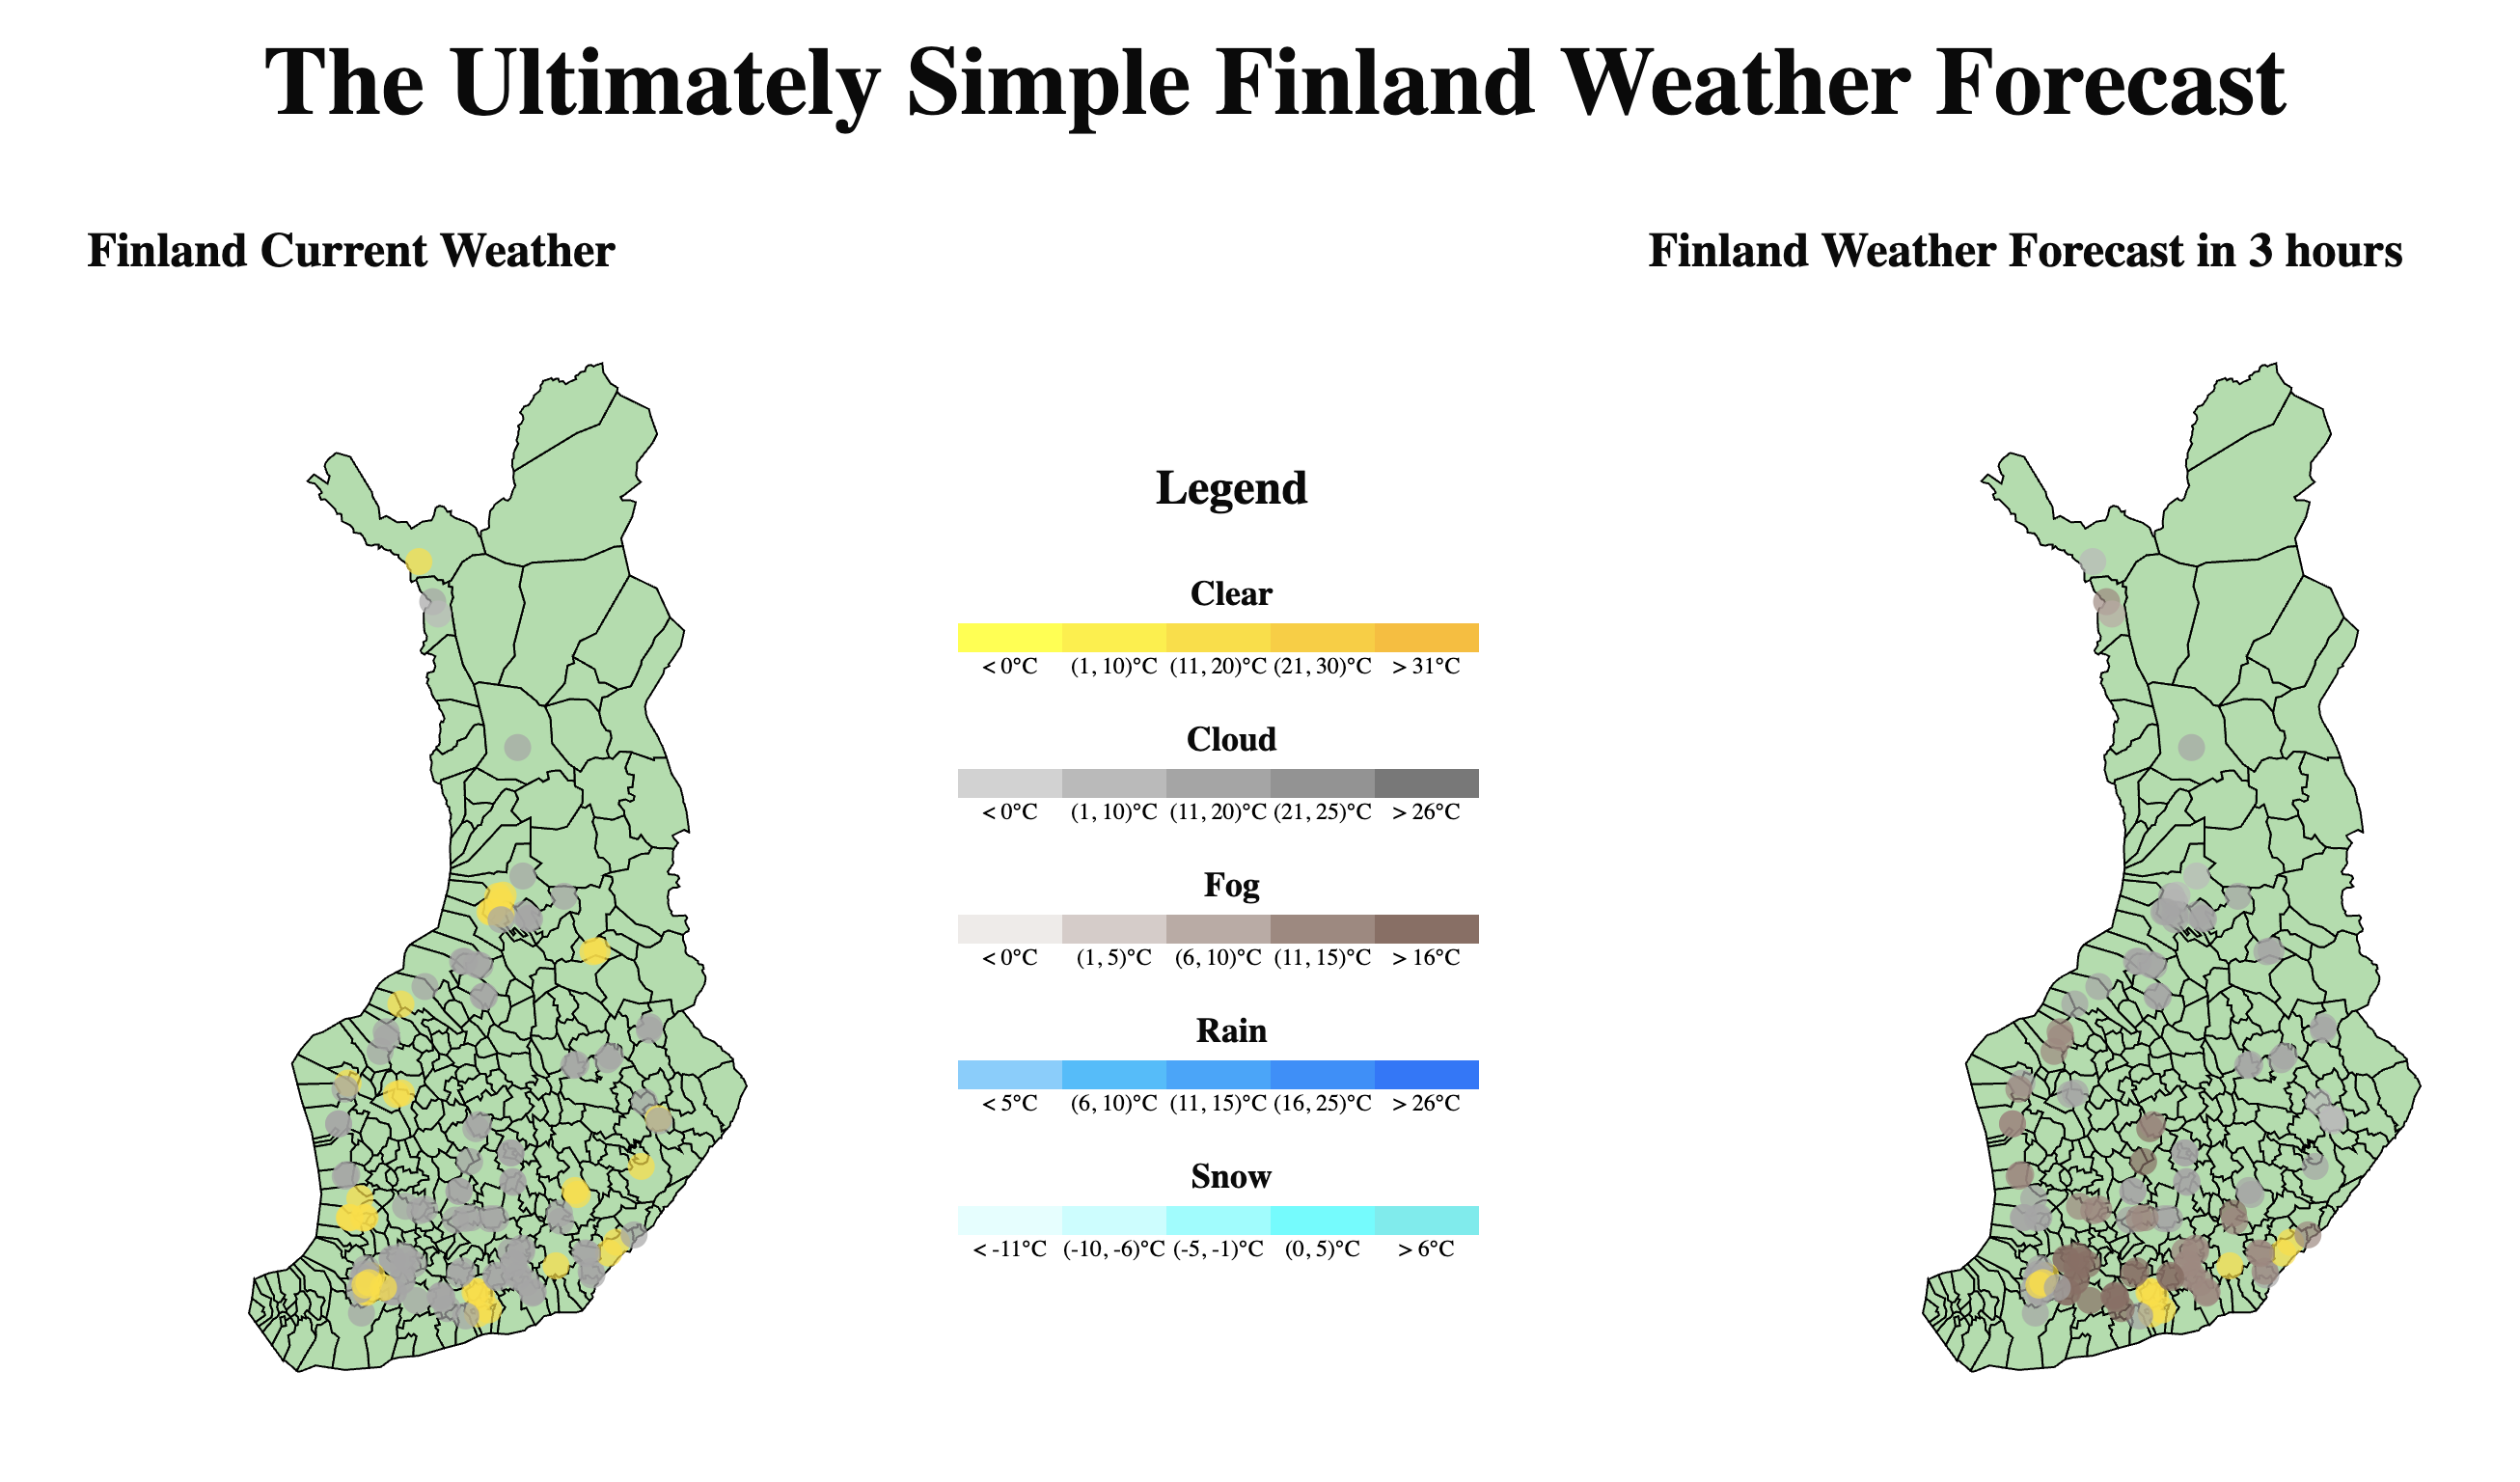 The Ultimately Simple Finland Weather Forecast
Finland Current Weather
Finland Weather Forecast in 3 hours
Legend
Clear
< 0°C (1, 10)°C (11, 20)°C (21, 30)°C > 31°C
Cloud
< 0°C (1, 10)°C (11, 20)°C (21, 25)°C > 26°C
Fog
< 0°C (1, 5)°C (6, 10)°C (11, 15)°C > 16°C
Rain
< 5°C (6, 10)°C (11, 15)°C (16, 25)°C > 26°C
Snow
< -11°C (-10, -6)°C (-5, -1)°C (0, 5)°C > 6°C